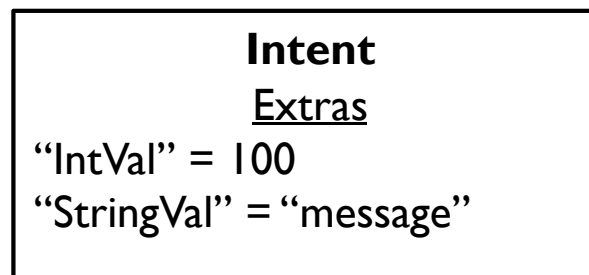 Intent
Extras
“IntVal” = 100
“StringVal” = “message”